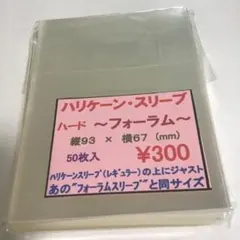 ハリケーン・スリーブ
ハード ～フォーラム～
縦93 × 横67 (mm)
50枚入 ¥300
ハリケーンスリーブ(レギュラー)の上にジャスト
あの"フォーラムスリーブ"と同サイズ